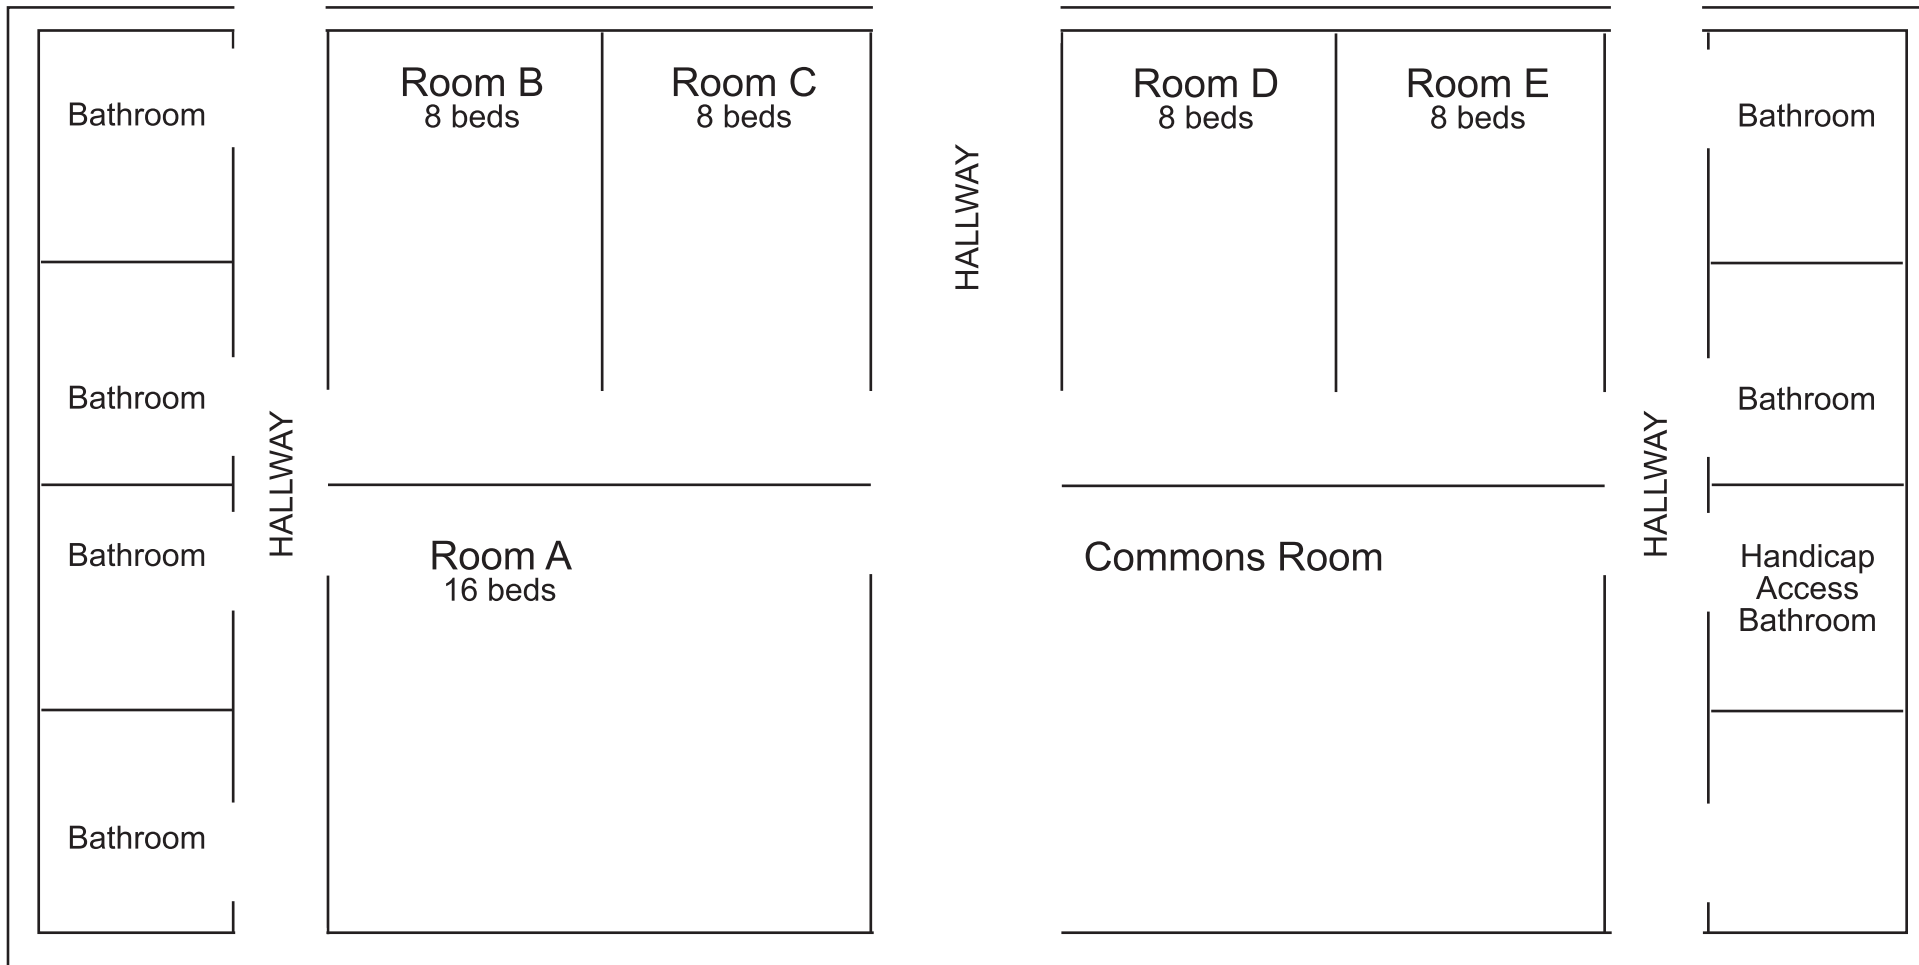 Bathroom
Room B
8 beds
Room C
8 beds
HALLWAY
Room D
8 beds
Room E
8 beds
Bathroom
Bathroom
HALLWAY
HALLWAY
Bathroom
Bathroom
Room A
16 beds
Commons Room
Handicap
Access
Bathroom
Bathroom